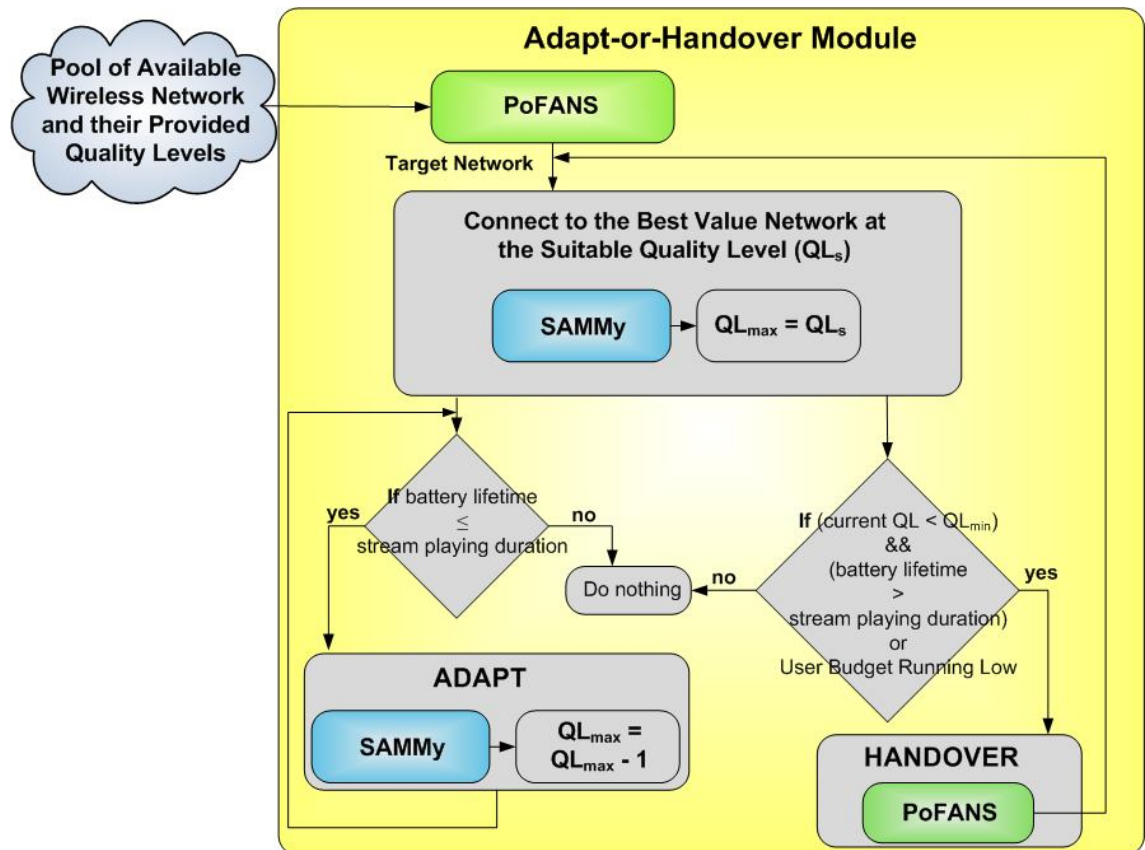 Adapt-or-Handover Module
Pool of Available
Wireless Network
and their Provided
Quality Levels
PoFANS
Target Network
Connect to the Best Value Network at
the Suitable Quality Level (QLs)
SAMMy
QLmax = QLs
If battery lifetime
≤
stream playing duration
yes
no
Do nothing
If (current QL < QLmin)
&&
(battery lifetime
>
stream playing duration)
or
User Budget Running Low
no
yes
ADAPT
SAMMy
QLmax =
QLmax - 1
HANDOVER
PoFANS